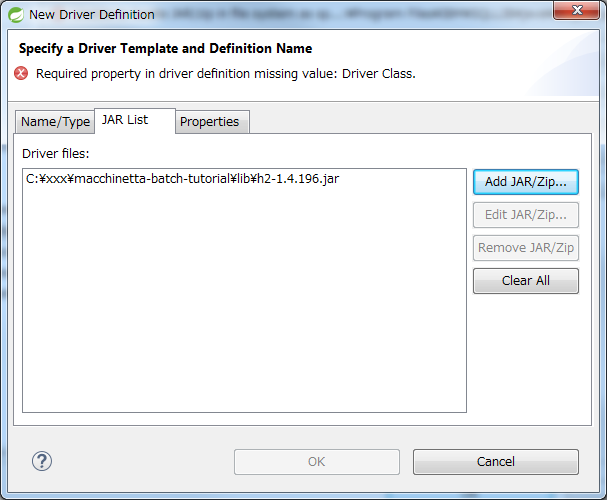 New Driver Definition
Specify a Driver Template and Definition Name
Required property in driver definition missing value: Driver Class.
Name/Type JAR List Properties
Driver files:
C:¥xxx¥macchinetta-batch-tutorial¥lib¥h2-1.4.196.jar
Add JAR/Zip...
Edit JAR/Zip...
Remove JAR/Zip
Clear All
OK Cancel